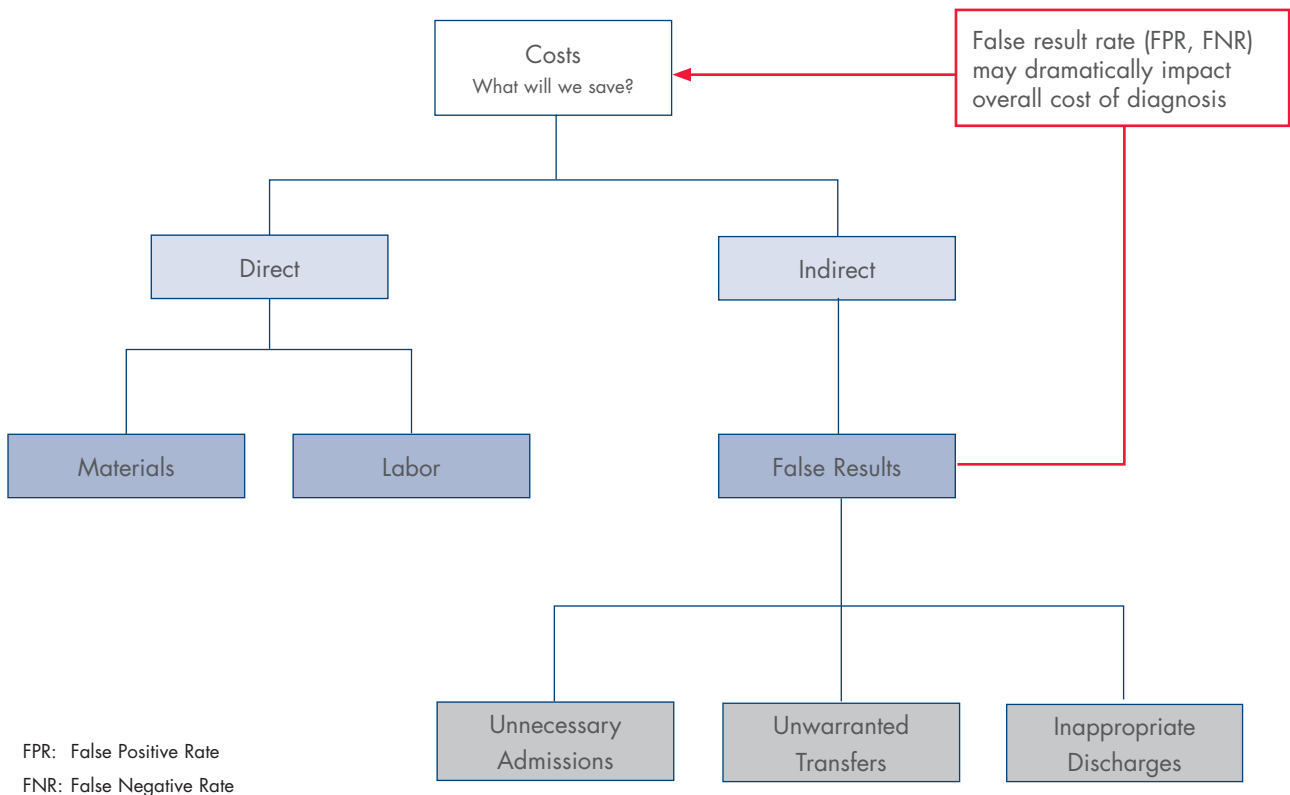 Costs
What will we save?
False result rate (FPR, FNR)
may dramatically impact
overall cost of diagnosis
Direct
Indirect
Materials
Labor
False Results
Unnecessary
Admissions
Unwarranted
Transfers
Inappropriate
Discharges
FPR: False Positive Rate
FNR: False Negative Rate